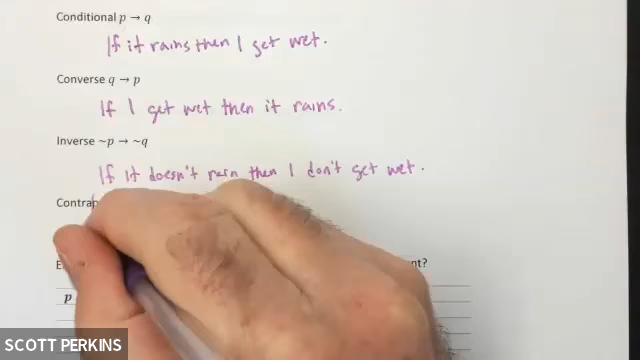 Conditional p → q
If it rains then I get wet.
Converse q → p
If I get wet then it rains.
Inverse ~p → ~q
If it doesn't rain then I don't get wet.
Contrap
E nt?
p
SCOTT PERKINS